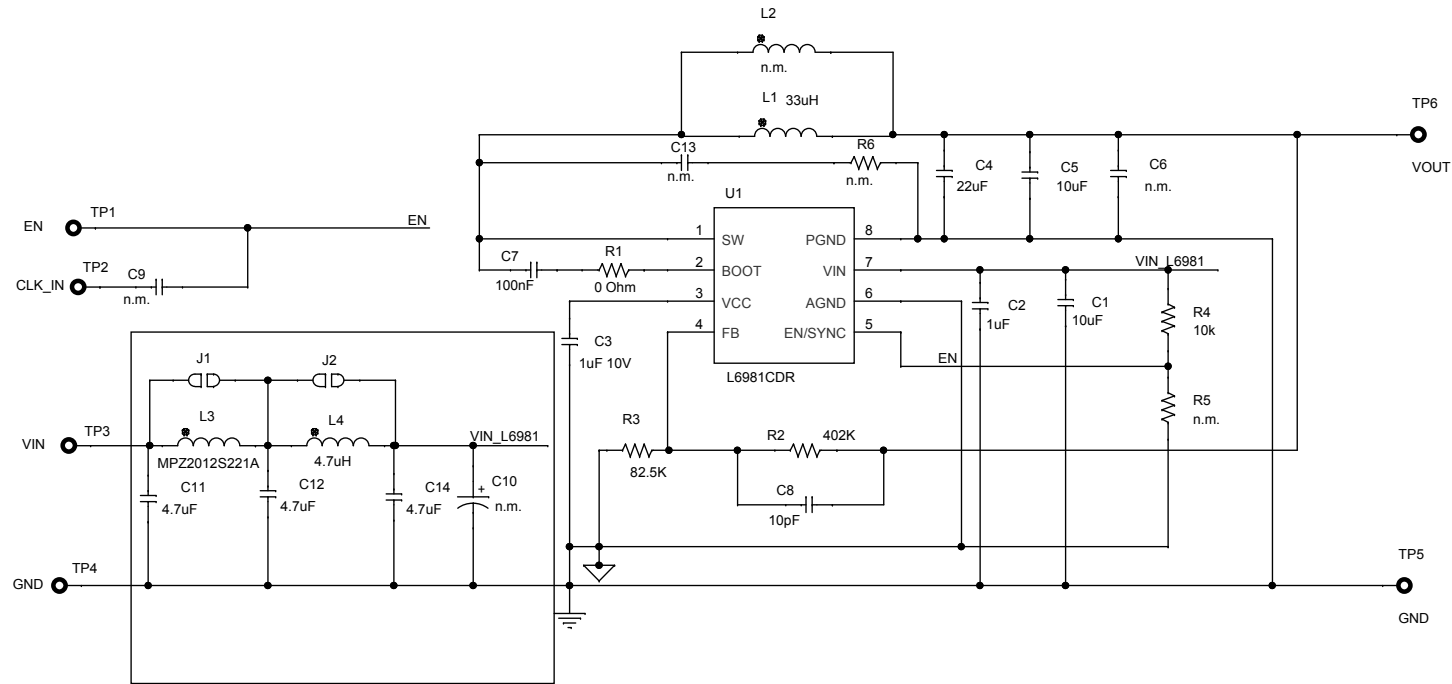 L2
n.m.
L1 33uH
TP6
VOUT
C13
n.m.
R6
n.m.
C4
22uF
C5
10uF
C6
n.m.
U1
EN
TP1
EN
CLK_IN
TP2
C9
n.m.
1
SW
PGND
8
C7
100nF
R1
0 Ohm
2
BOOT
VIN
7
VIN_L6981
3
VCC
AGND
6
4
FB
EN/SYNC
5
C3
1uF 10V
L6981CDR
C2
1uF
C1
10uF
R4
10k
EN
R5
n.m.
J1
J2
VIN
TP3
L3
MPZ2012S221A
L4
4.7uH
VIN_L6981
C11
4.7uF
C12
4.7uF
C14
4.7uF
+
C10
n.m.
R3
82.5K
R2
402K
C8
10pF
GND
TP4
TP5
GND